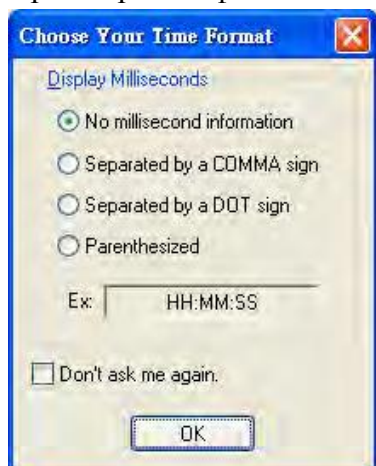 Choose Your Time Format
Display Milliseconds
No millisecond information
Separated by a COMMA sign
Separated by a DOT sign
Parenthesized
Ex: HH:MM:SS
Don't ask me again.
OK